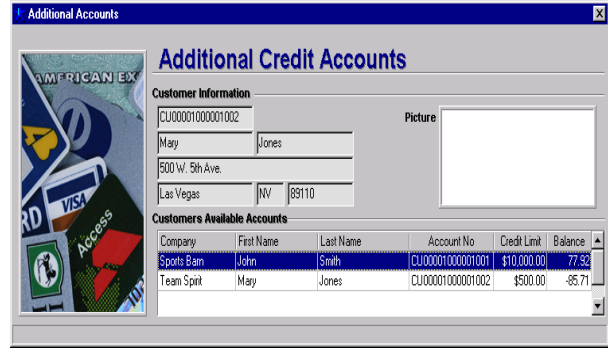 Additional Accounts
Additional Credit Accounts
AMERICAN EX
VISA
Access
Customer Information
CU00001000001002
Picture
Mary Jones
500 W. 5th Ave.
Las Vegas NV 89110
Customers Available Accounts
Company First Name Last Name Account No Credit Limit Balance
Sports Barn John Smith CU00001000001001 $10,000.00 77.92
Team Spirit Mary Jones CU00001000001002 $500.00 -85.71